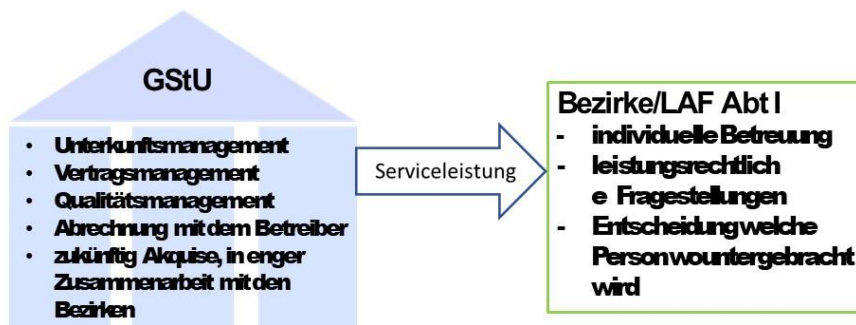 GStU
• Unterkunftsmanagement
• Vertragsmanagement
• Qualitätsmanagement
• Abrechnung mit dem Betreiber
• zukünftig Akquise, in enger
Zusammenarbeit mit den
Bezirken
Serviceleistung
Bezirke/LAF Abt I
- individuelle Betreuung
- leistungsrechtlich
e Fragestellungen
- Entscheidung welche
Person wo untergebracht
wird